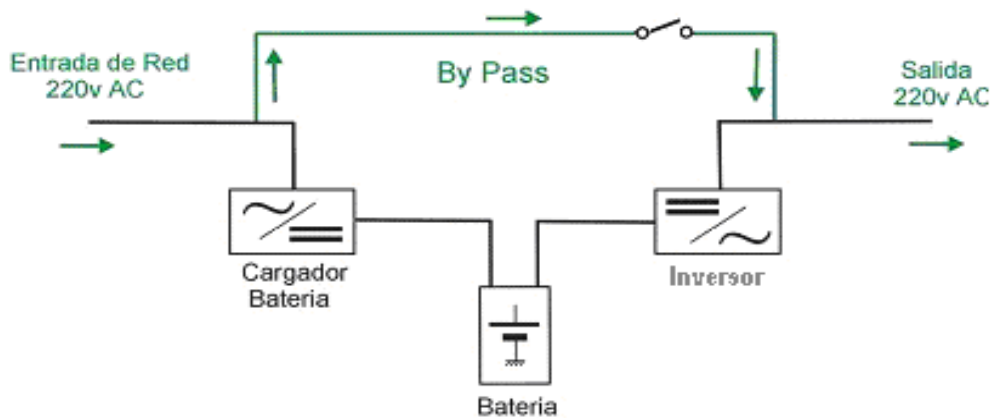 Entrada de Red
220v AC
By Pass
Salida
220v AC
Cargador
Bateria
Inversor
Bateria